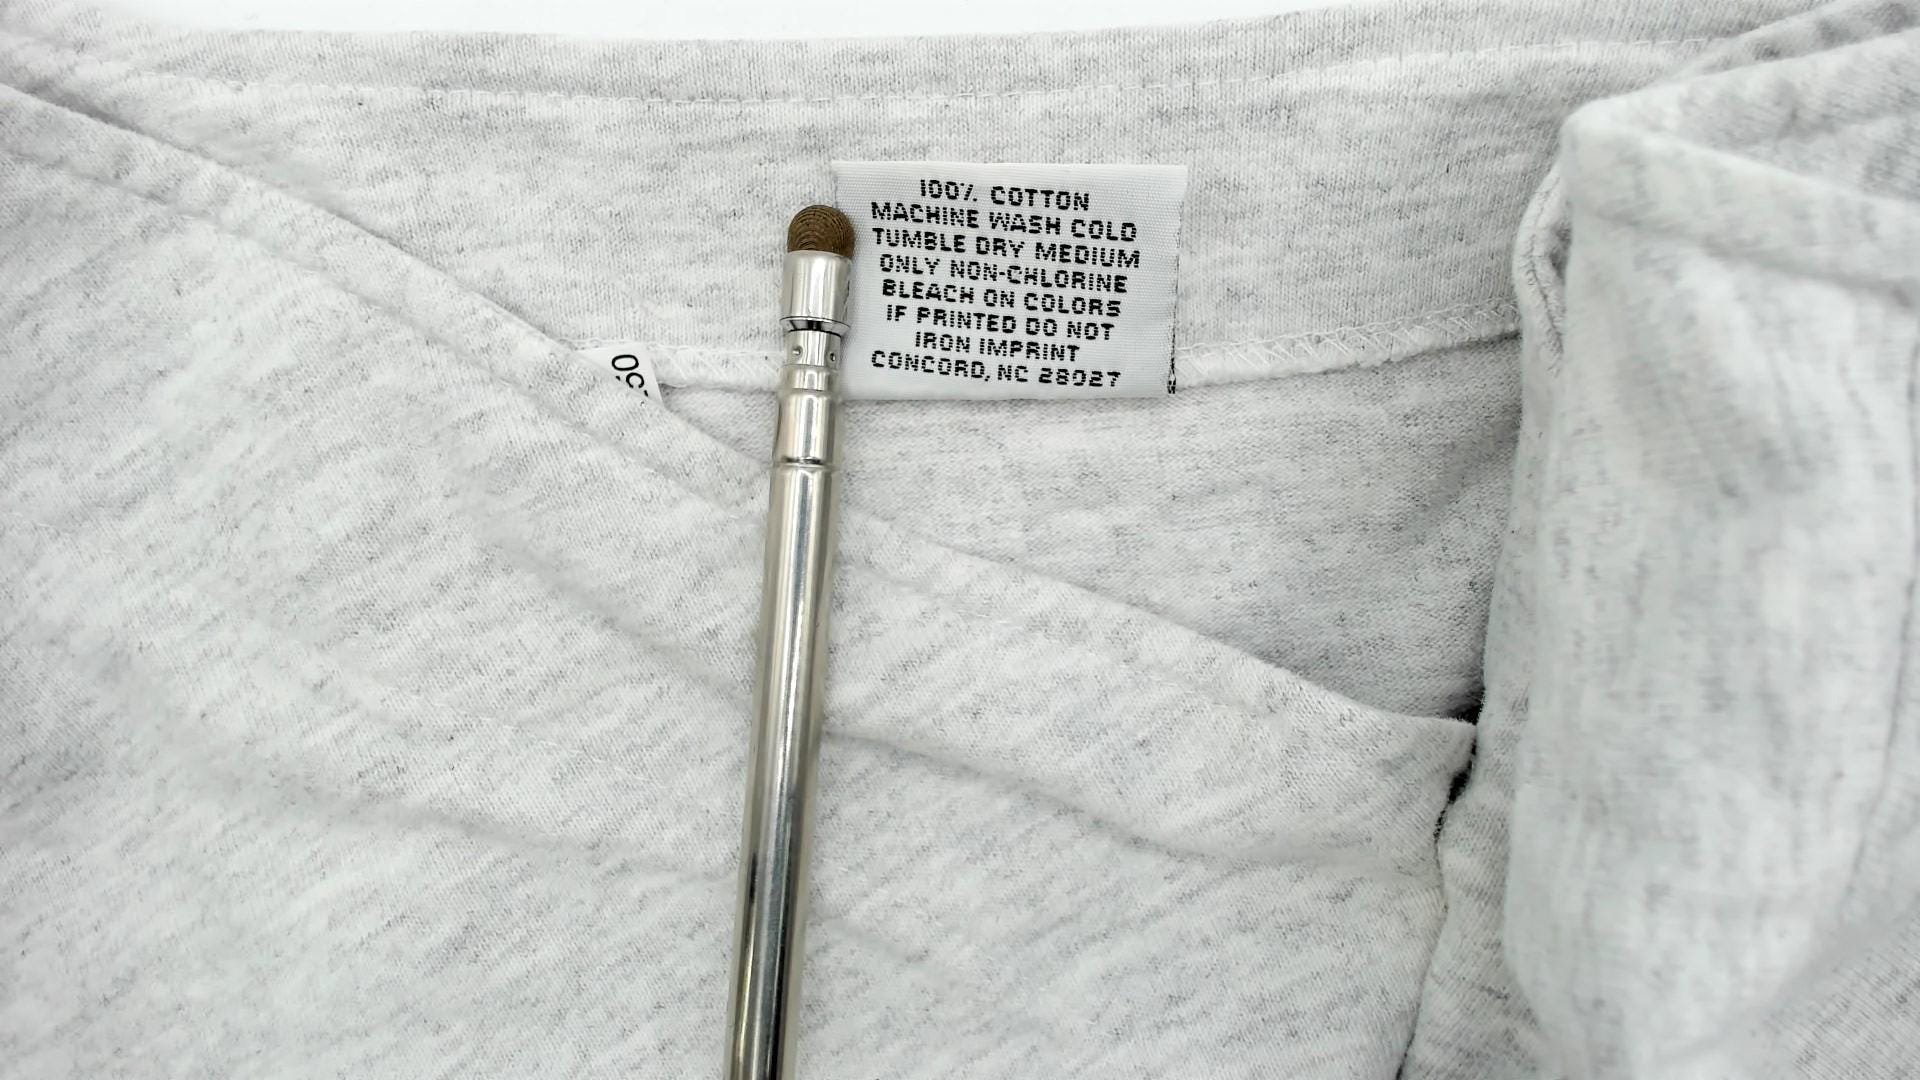 100% COTTON
MACHINE WASH COLD
TUMBLE DRY MEDIUM
ONLY NON-CHLORINE
BLEACH ON COLORS
IF PRINTED DO NOT
IRON IMPRINT
CONCORD, NC 28027